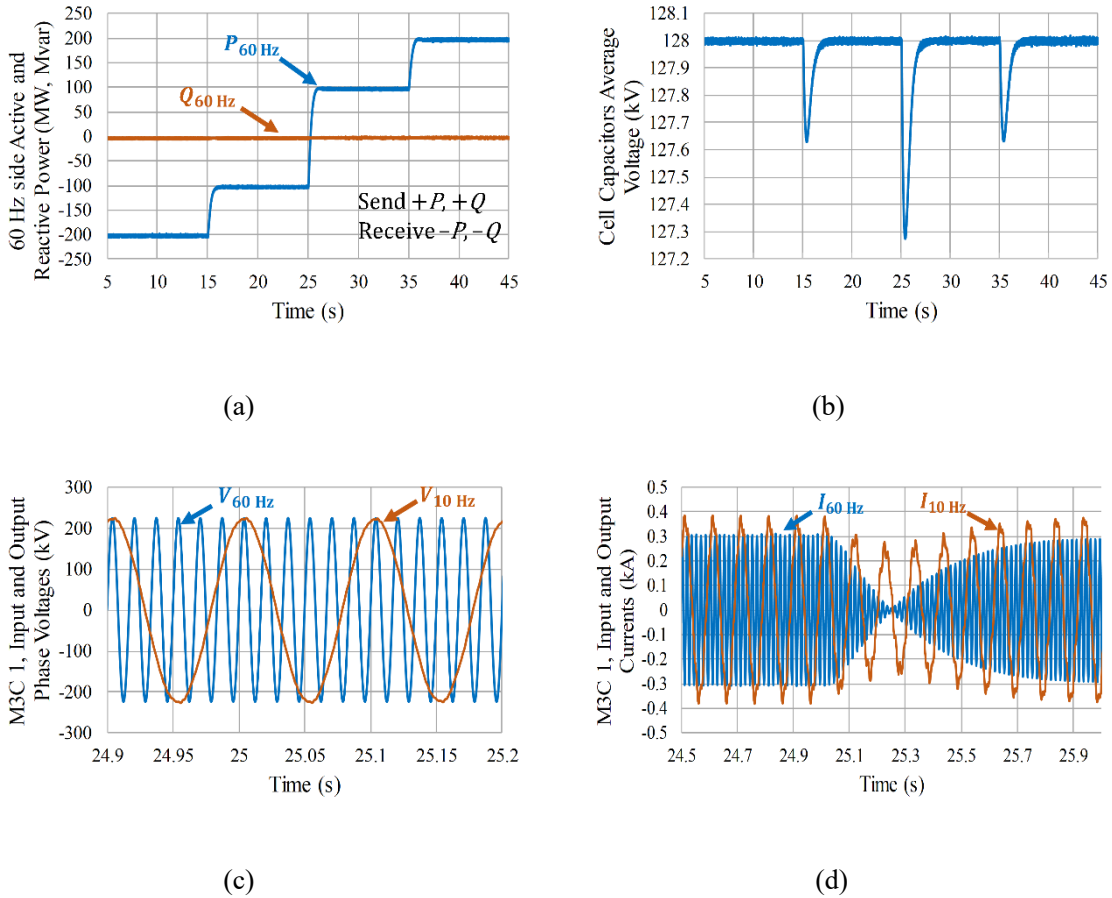 60 Hz side Active and
Reactive Power (MW, Mvar)
250
200
150
100
50
0
-50
-100
-150
-200
-250
P60 Hz
Q60 Hz
Send +P, +Q
Receive −P, −Q
5 10 15 20 25 30 35 40 45
Time (s)
(a)
Cell Capacitors Average
Voltage (kV)
128.1
128
127.9
127.8
127.7
127.6
127.5
127.4
127.3
127.2
5 10 15 20 25 30 35 40 45
Time (s)
(b)
M3C 1, Input and Output
Phase Voltages (kV)
300
200
100
0
-100
-200
-300
V60 Hz
V10 Hz
24.9 24.95 25 25.05 25.1 25.15 25.2
Time (s)
(c)
M3C 1, Input and Output
Currents (kA)
0.5
0.4
0.3
0.2
0.1
0
-0.1
-0.2
-0.3
-0.4
-0.5
I60 Hz
I10 Hz
24.5 24.7 24.9 25.1 25.3 25.5 25.7 25.9
Time (s)
(d)